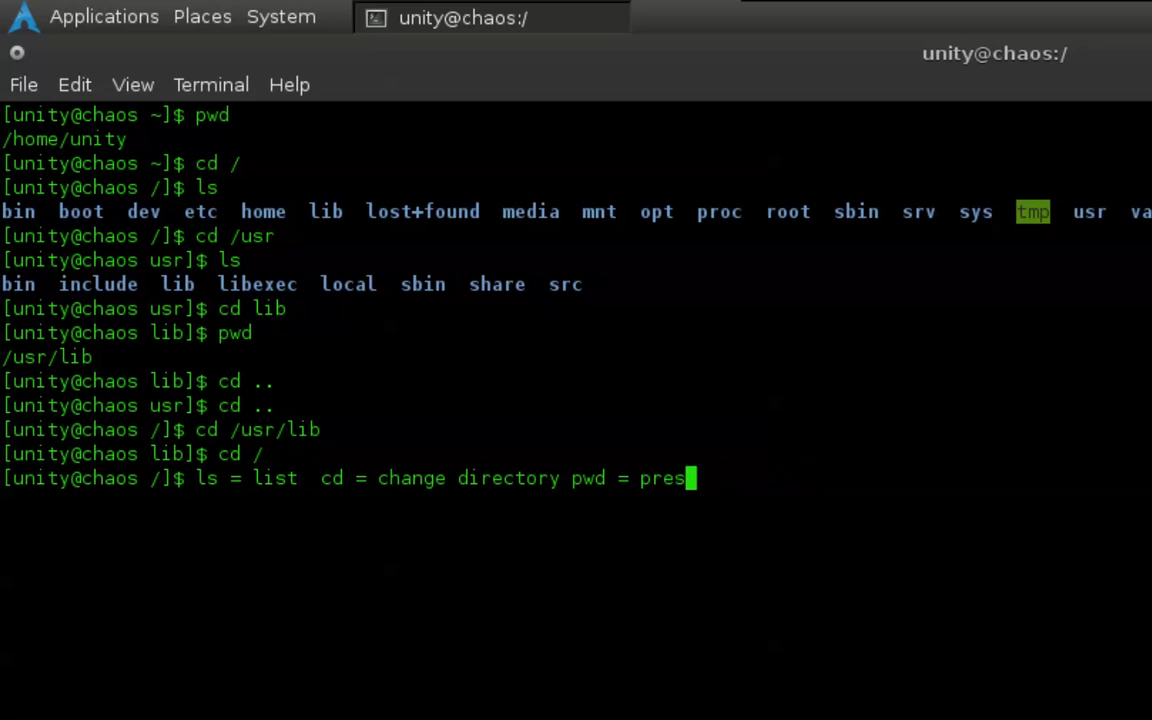 Applications Places System unity@chaos:/
unity@chaos:/
File Edit View Terminal Help
[unity@chaos ~]$ pwd
/home/unity
[unity@chaos ~]$ cd /
[unity@chaos /]$ ls
bin boot dev etc home lib lost+found media mnt opt proc root sbin srv sys tmp usr va
[unity@chaos /]$ cd /usr
[unity@chaos usr]$ ls
bin include lib libexec local sbin share src
[unity@chaos usr]$ cd lib
[unity@chaos lib]$ pwd
/usr/lib
[unity@chaos lib]$ cd ..
[unity@chaos usr]$ cd ..
[unity@chaos /]$ cd /usr/lib
[unity@chaos lib]$ cd /
[unity@chaos /]$ ls = list  cd = change directory pwd = pres